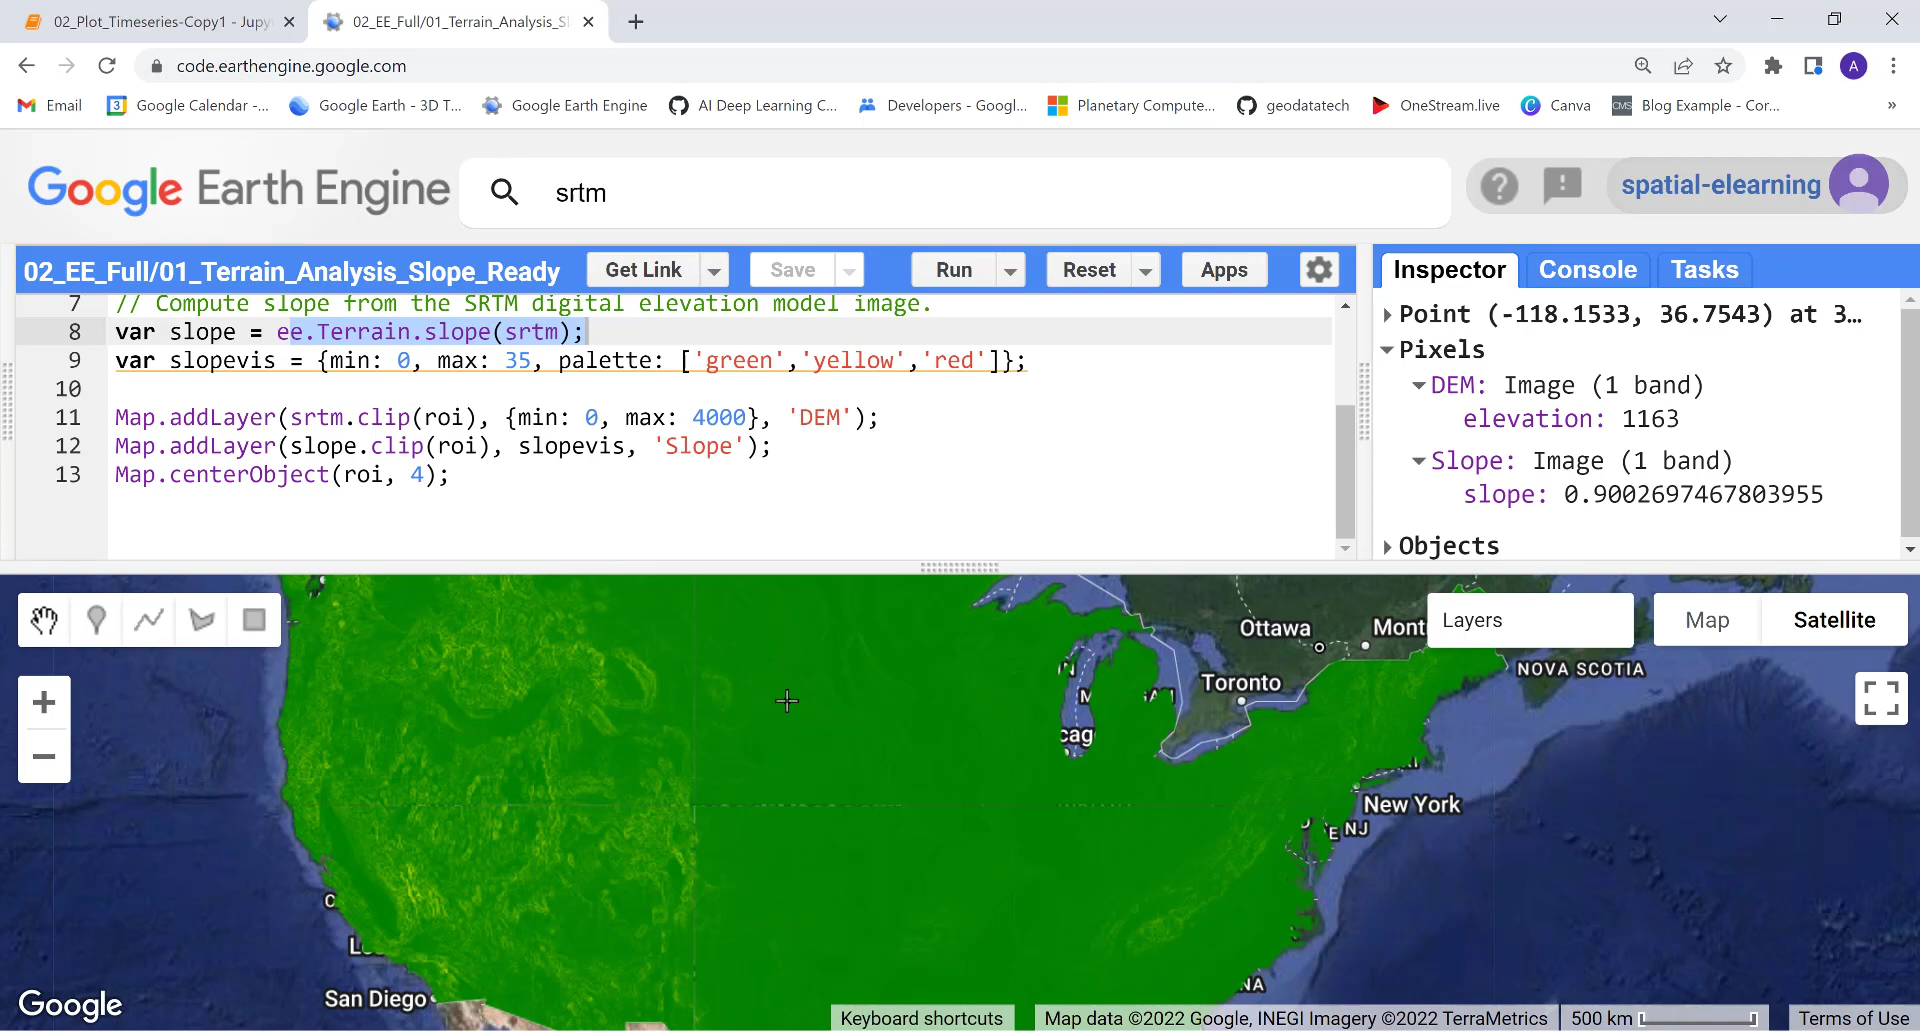 02_Plot_Timeseries-Copy1 - Jupy
02_EE_Full/01_Terrain_Analysis_Sl
code.earthengine.google.com
A
Email
3
Google Calendar -...
Google Earth - 3D T...
Google Earth Engine
AI Deep Learning C...
Developers - Googl...
Planetary Compute...
geodatatech
OneStream.live
C
Canva
CMS
Blog Example - Cor...
»
Google Earth Engine
srtm
spatial-elearning
02_EE_Full/01_Terrain_Analysis_Slope_Ready
Get Link
Save
Run
Reset
Apps
Inspector
Console
Tasks
7 // Compute slope from the SRTM digital elevation model image.
8 var slope = ee.Terrain.slope(srtm);
9 var slopevis = {min: 0, max: 35, palette: ['green','yellow','red']};
10
11 Map.addLayer(srtm.clip(roi), {min: 0, max: 4000}, 'DEM');
12 Map.addLayer(slope.clip(roi), slopevis, 'Slope');
13 Map.centerObject(roi, 4);
Point (-118.1533, 36.7543) at 3...
Pixels
DEM: Image (1 band)
elevation: 1163
Slope: Image (1 band)
slope: 0.9002697467803955
Objects
Layers
Map
Satellite
Ottawa
Mont
NOVA SCOTIA
Toronto
cag
New York
E NJ
San Diego
NA
Google
Keyboard shortcuts
Map data ©2022 Google, INEGI Imagery ©2022 TerraMetrics
500 km
Terms of Use